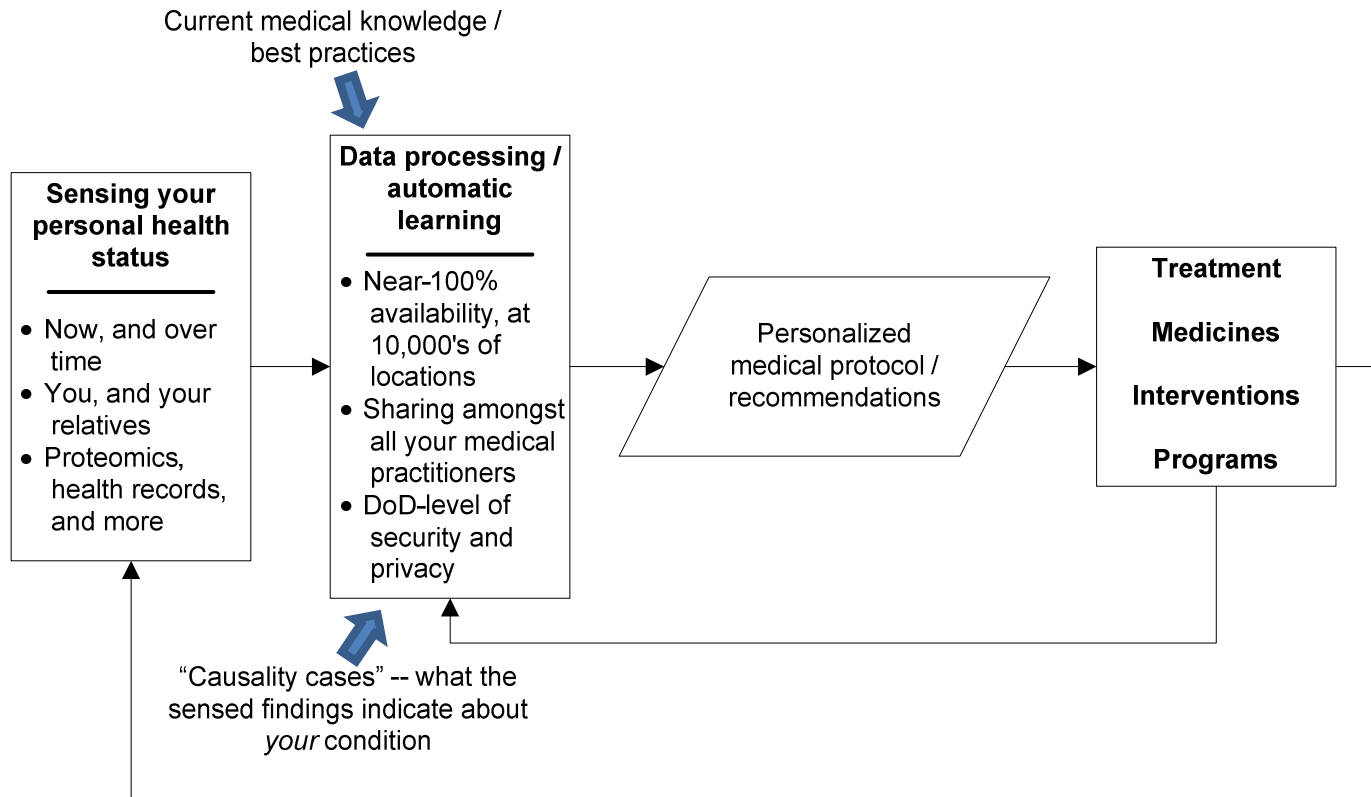 Current medical knowledge /
best practices
Sensing your
personal health
status
• Now, and over
time
• You, and your
relatives
• Proteomics,
health records,
and more
Data processing /
automatic
learning
• Near-100%
availability, at
10,000's of
locations
• Sharing amongst
all your medical
practitioners
• DoD-level of
security and
privacy
“Causality cases” -- what the
sensed findings indicate about
your condition
Personalized
medical protocol /
recommendations
Treatment
Medicines
Interventions
Programs